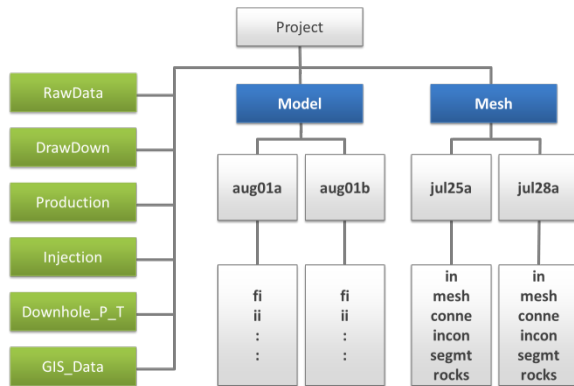 Project
RawData
DrawDown
Production
Injection
Downhole_P_T
GIS_Data
Model
Mesh
aug01a
aug01b
jul25a
jul28a
fi
ii
:
:
fi
ii
:
:
in
mesh
conne
incon
segmt
rocks
in
mesh
conne
incon
segmt
rocks